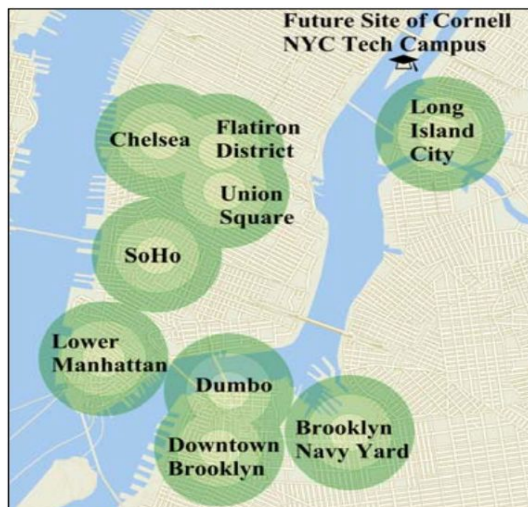 Future Site of Cornell
NYC Tech Campus
Long
Island
City
Chelsea
Flatiron
District
Union
Square
SoHo
Lower
Manhattan
Dumbo
Downtown
Brooklyn
Brooklyn
Navy Yard